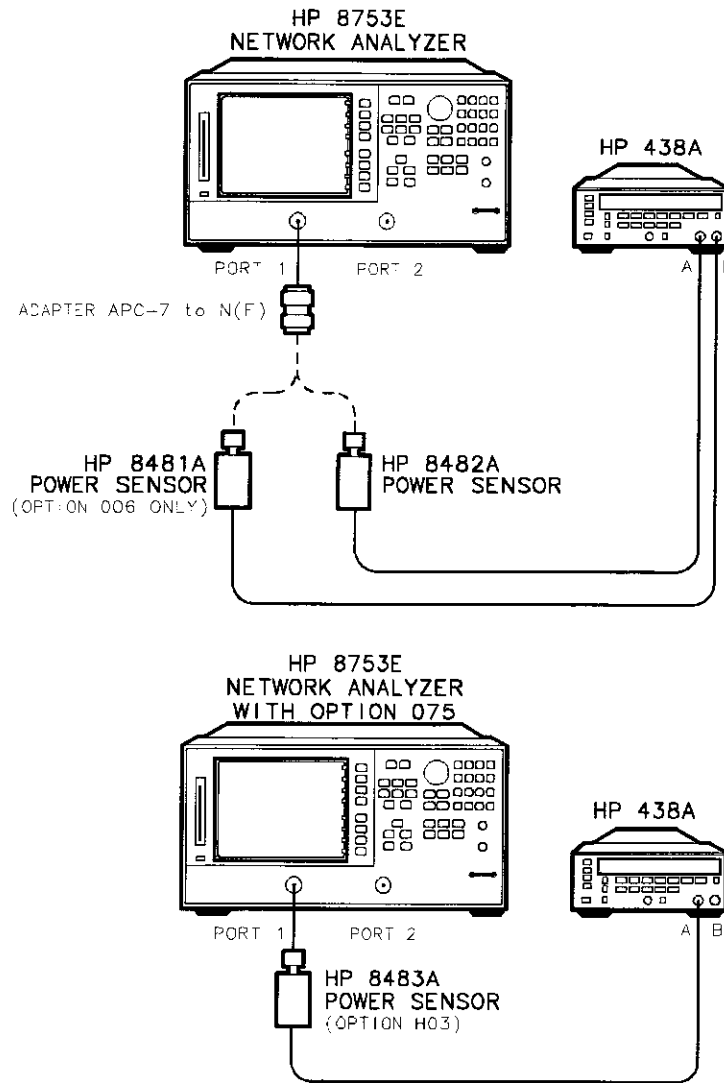 HP 8753E
NETWORK ANALYZER
HP 438A
PORT 1
PORT 2
A
ADAPTER APC-7 to N(F)
HP 8481A
POWER SENSOR
(OPTION 006 ONLY)
HP 8482A
POWER SENSOR
HP 8753E
NETWORK ANALYZER
WITH OPTION 075
HP 438A
PORT 1
PORT 2
A B
HP 8483A
POWER SENSOR
(OPTION H03)